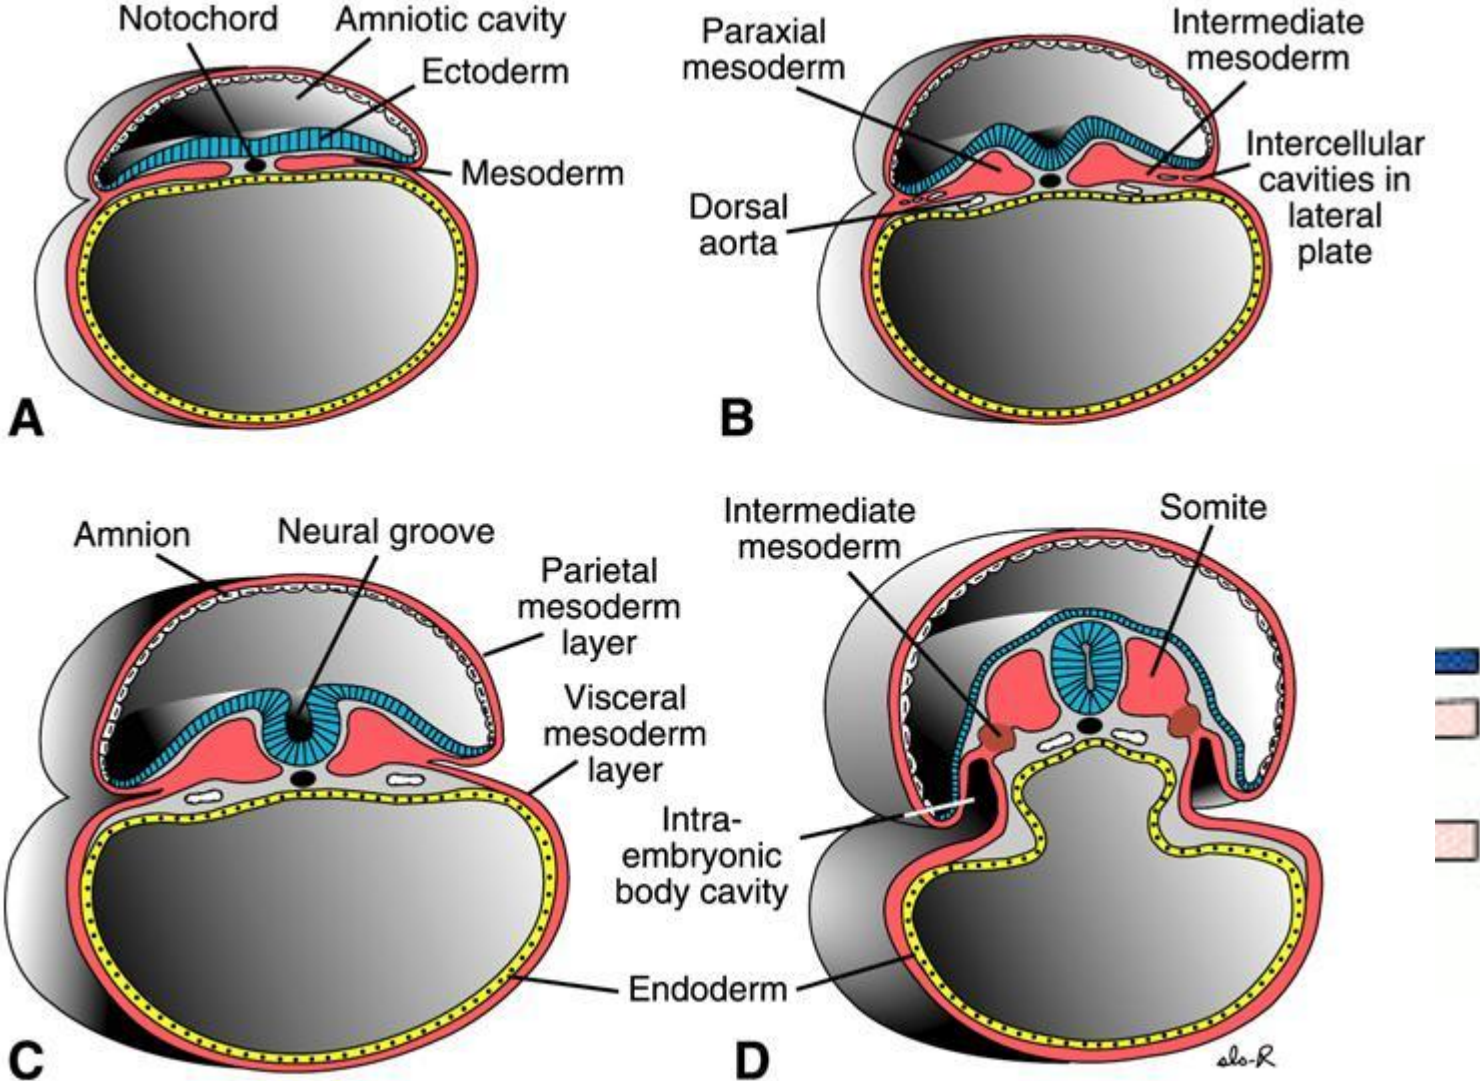 Notochord
Amniotic cavity
Ectoderm
Mesoderm
A
Paraxial
mesoderm
Intermediate
mesoderm
Intercellular
cavities in
lateral
plate
Dorsal
aorta
B
Amnion
Neural groove
Parietal
mesoderm
layer
Visceral
mesoderm
layer
Endoderm
C
Intermediate
mesoderm
Somite
Intra-
embryonic
body cavity
D
sls-R